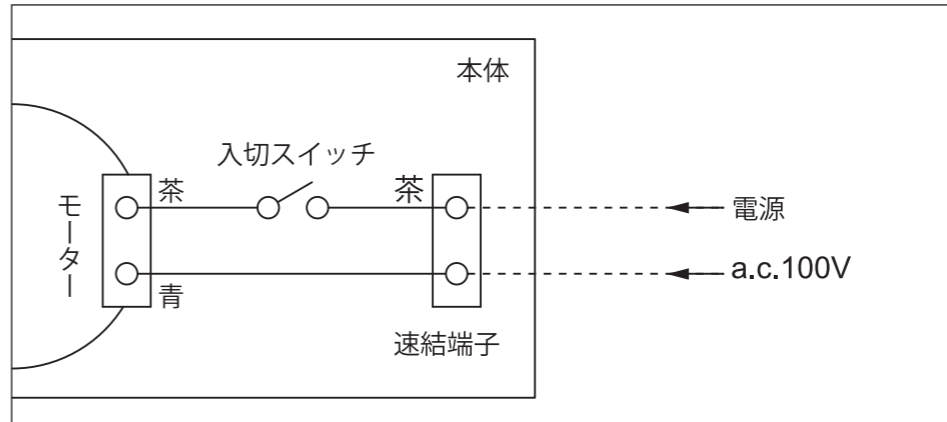 本体
入切スイッチ
茶
茶
電源
モーター
a.c.100V
青
速結端子